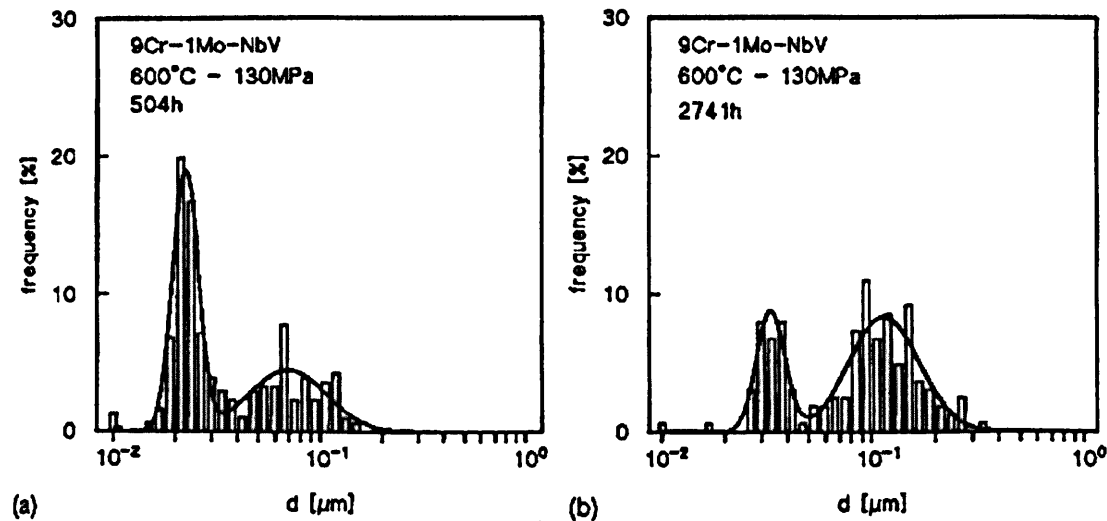 30
20
10
0
frequency [%]
9Cr-1Mo-NbV
600°C - 130MPa
504h
10⁻² 10⁻¹ 10⁰
d [μm]
(a)
30
20
10
0
frequency [%]
9Cr-1Mo-NbV
600°C - 130MPa
2741h
10⁻² 10⁻¹ 10⁰
d [μm]
(b)